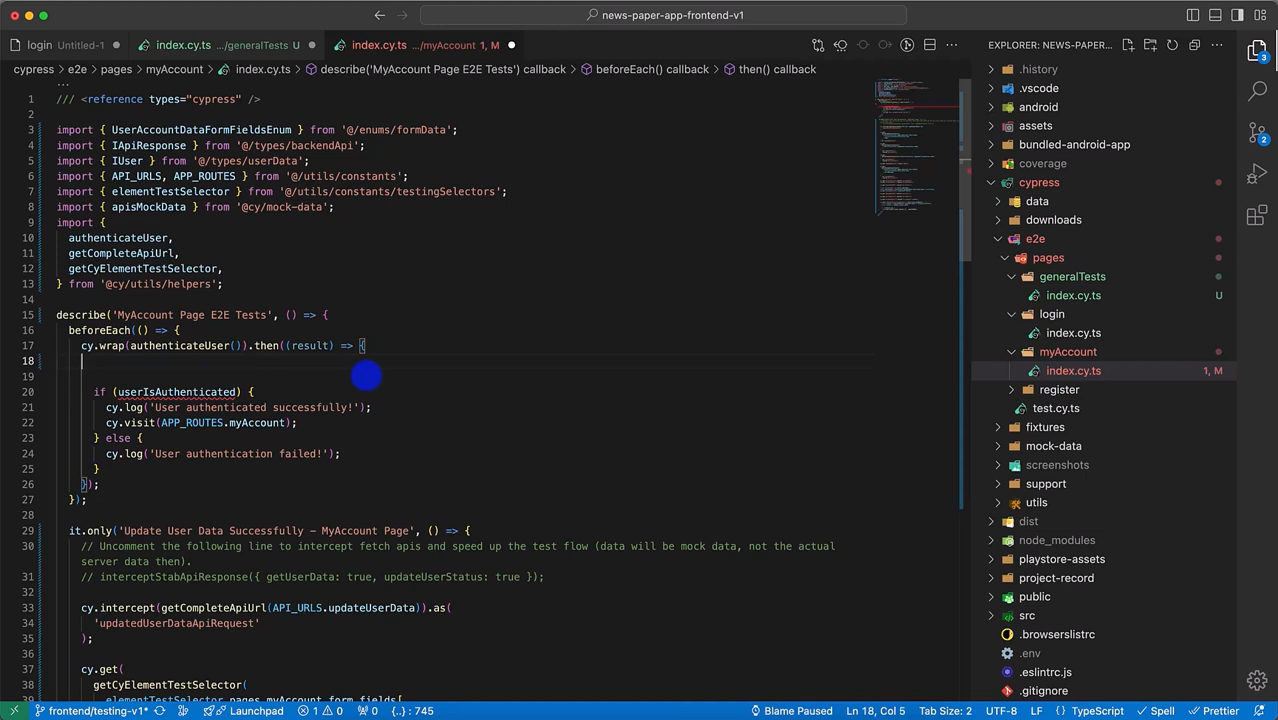 news-paper-app-frontend-v1
login Untitled-1
index.cy.ts .../generalTests U
index.cy.ts .../myAccount 1, M
EXPLORER: NEWS-PAPER...
cypress > e2e > pages > myAccount > index.cy.ts > describe('MyAccount Page E2E Tests') callback > beforeEach() callback > then() callback
1 /// <reference types="cypress" />
2
3 import { UserAccountDataFormFieldsEnum } from '@/enums/formData';
4 import { IApiResponse } from '@/types/backendApi';
5 import { IUser } from '@/types/userData';
6 import { API_URLS, APP_ROUTES } from '@/utils/constants';
7 import { elementTestSelector } from '@/utils/constants/testingSelectors';
8 import { apisMockData } from '@cy/mock-data';
9 import {
10 authenticateUser,
11 getCompleteApiUrl,
12 getCyElementTestSelector,
13 } from '@cy/utils/helpers';
14
15 describe('MyAccount Page E2E Tests', () => {
16 beforeEach(() => {
17 cy.wrap(authenticateUser()).then((result) => {
18
19
20 if (userIsAuthenticated) {
21 cy.log('User authenticated successfully!');
22 cy.visit(APP_ROUTES.myAccount);
23 } else {
24 cy.log('User authentication failed!');
25 }
26 });
27 });
28
29 it.only('Update User Data Successfully – MyAccount Page', () => {
30 // Uncomment the following line to intercept fetch apis and speed up the test flow (data will be mock data, not the actual
server data then).
31 // interceptStabApiResponse({ getUserData: true, updateUserStatus: true });
32
33 cy.intercept(getCompleteApiUrl(API_URLS.updateUserData)).as(
34 'updatedUserDataApiRequest'
35 );
36
37 cy.get(
38 getCyElementTestSelector(
39 elementTestSelector.pages.myAccount.form.fields[
.history
.vscode
android
assets
bundled-android-app
coverage
cypress
data
downloads
e2e
pages
generalTests
index.cy.ts U
login
index.cy.ts
myAccount
index.cy.ts 1, M
register
test.cy.ts
fixtures
mock-data
screenshots
support
utils
dist
node_modules
playstore-assets
project-record
public
src
.browserslistrc
.env
.eslintrc.js
.gitignore
3
2
frontend/testing-v1* Launchpad 1 0 0 {..} : 745 Blame Paused Ln 18, Col 5 Tab Size: 2 UTF-8 LF TypeScript Spell Prettier